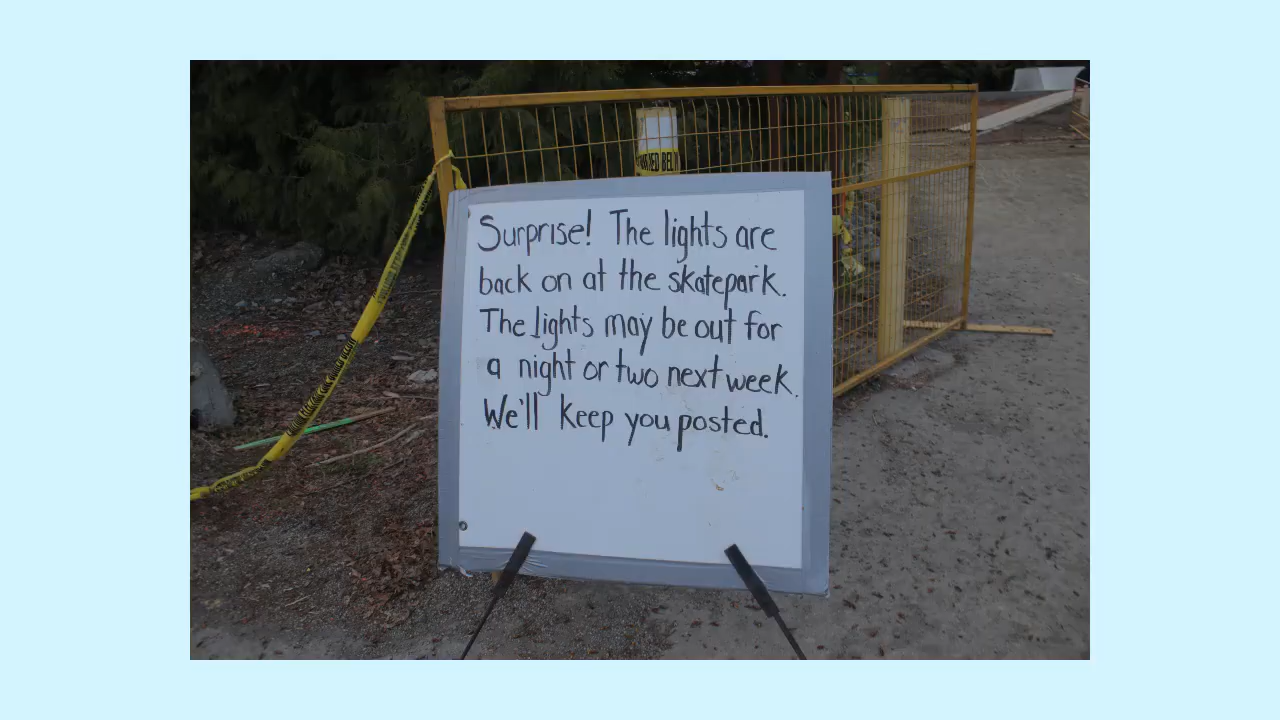 Surprise! The lights are
back on at the skatepark.
The lights may be out for
a night or two next week.
We'll keep you posted.